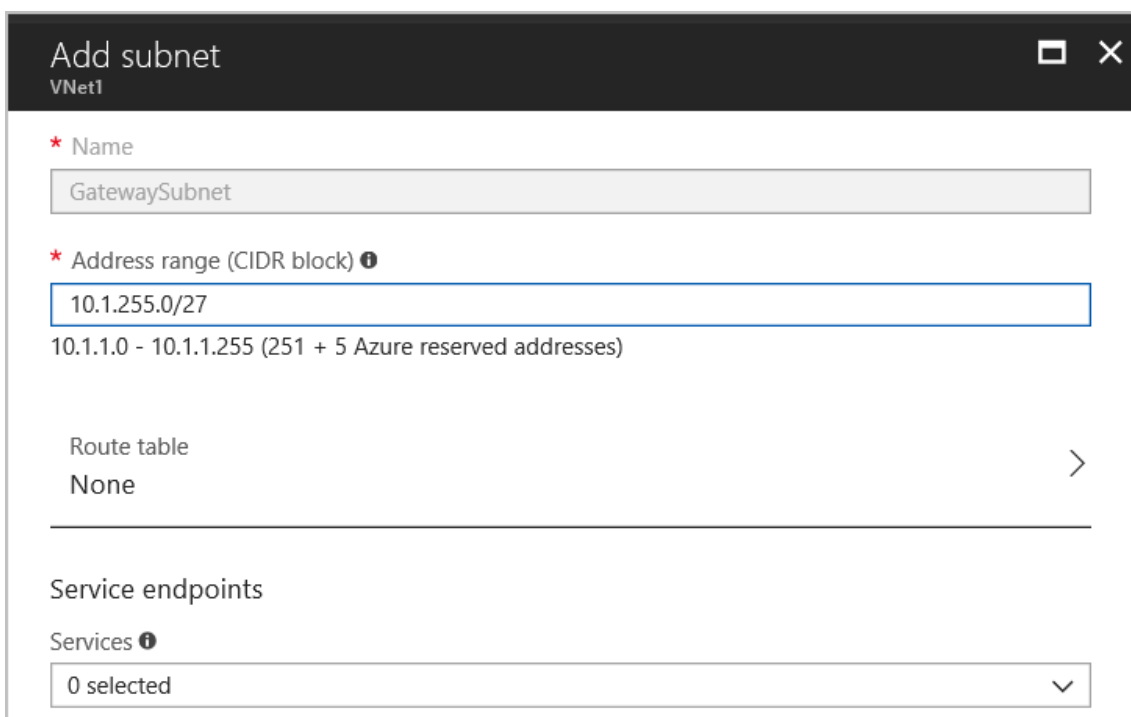 Add subnet
VNet1
* Name
GatewaySubnet
* Address range (CIDR block)
10.1.255.0/27
10.1.1.0 - 10.1.1.255 (251 + 5 Azure reserved addresses)
Route table
None
Service endpoints
Services
0 selected